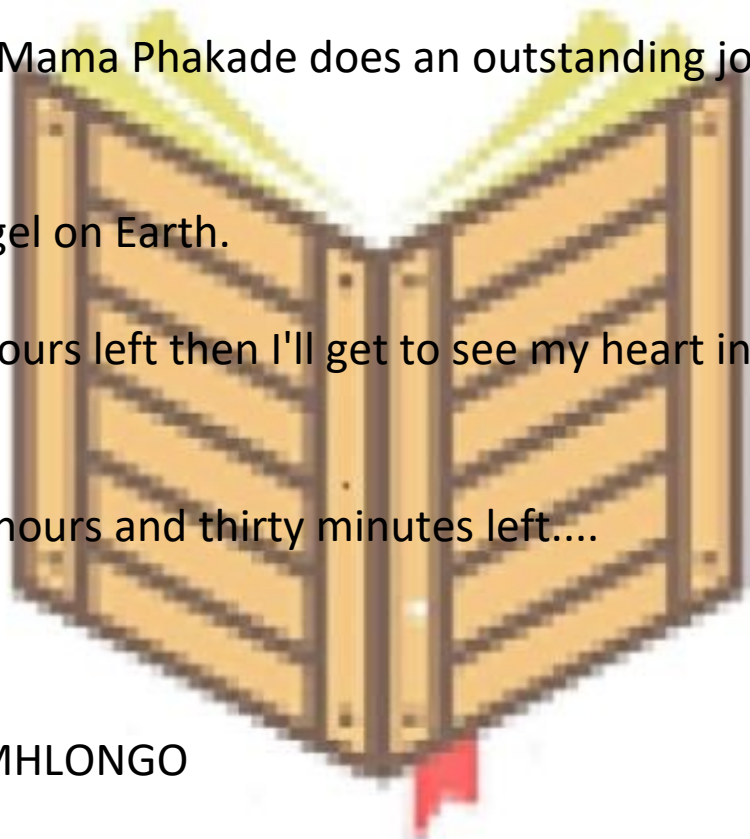 Mama Phakade does an outstanding jo
gel on Earth.
ours left then I'll get to see my heart in
hours and thirty minutes left....
MHLONGO